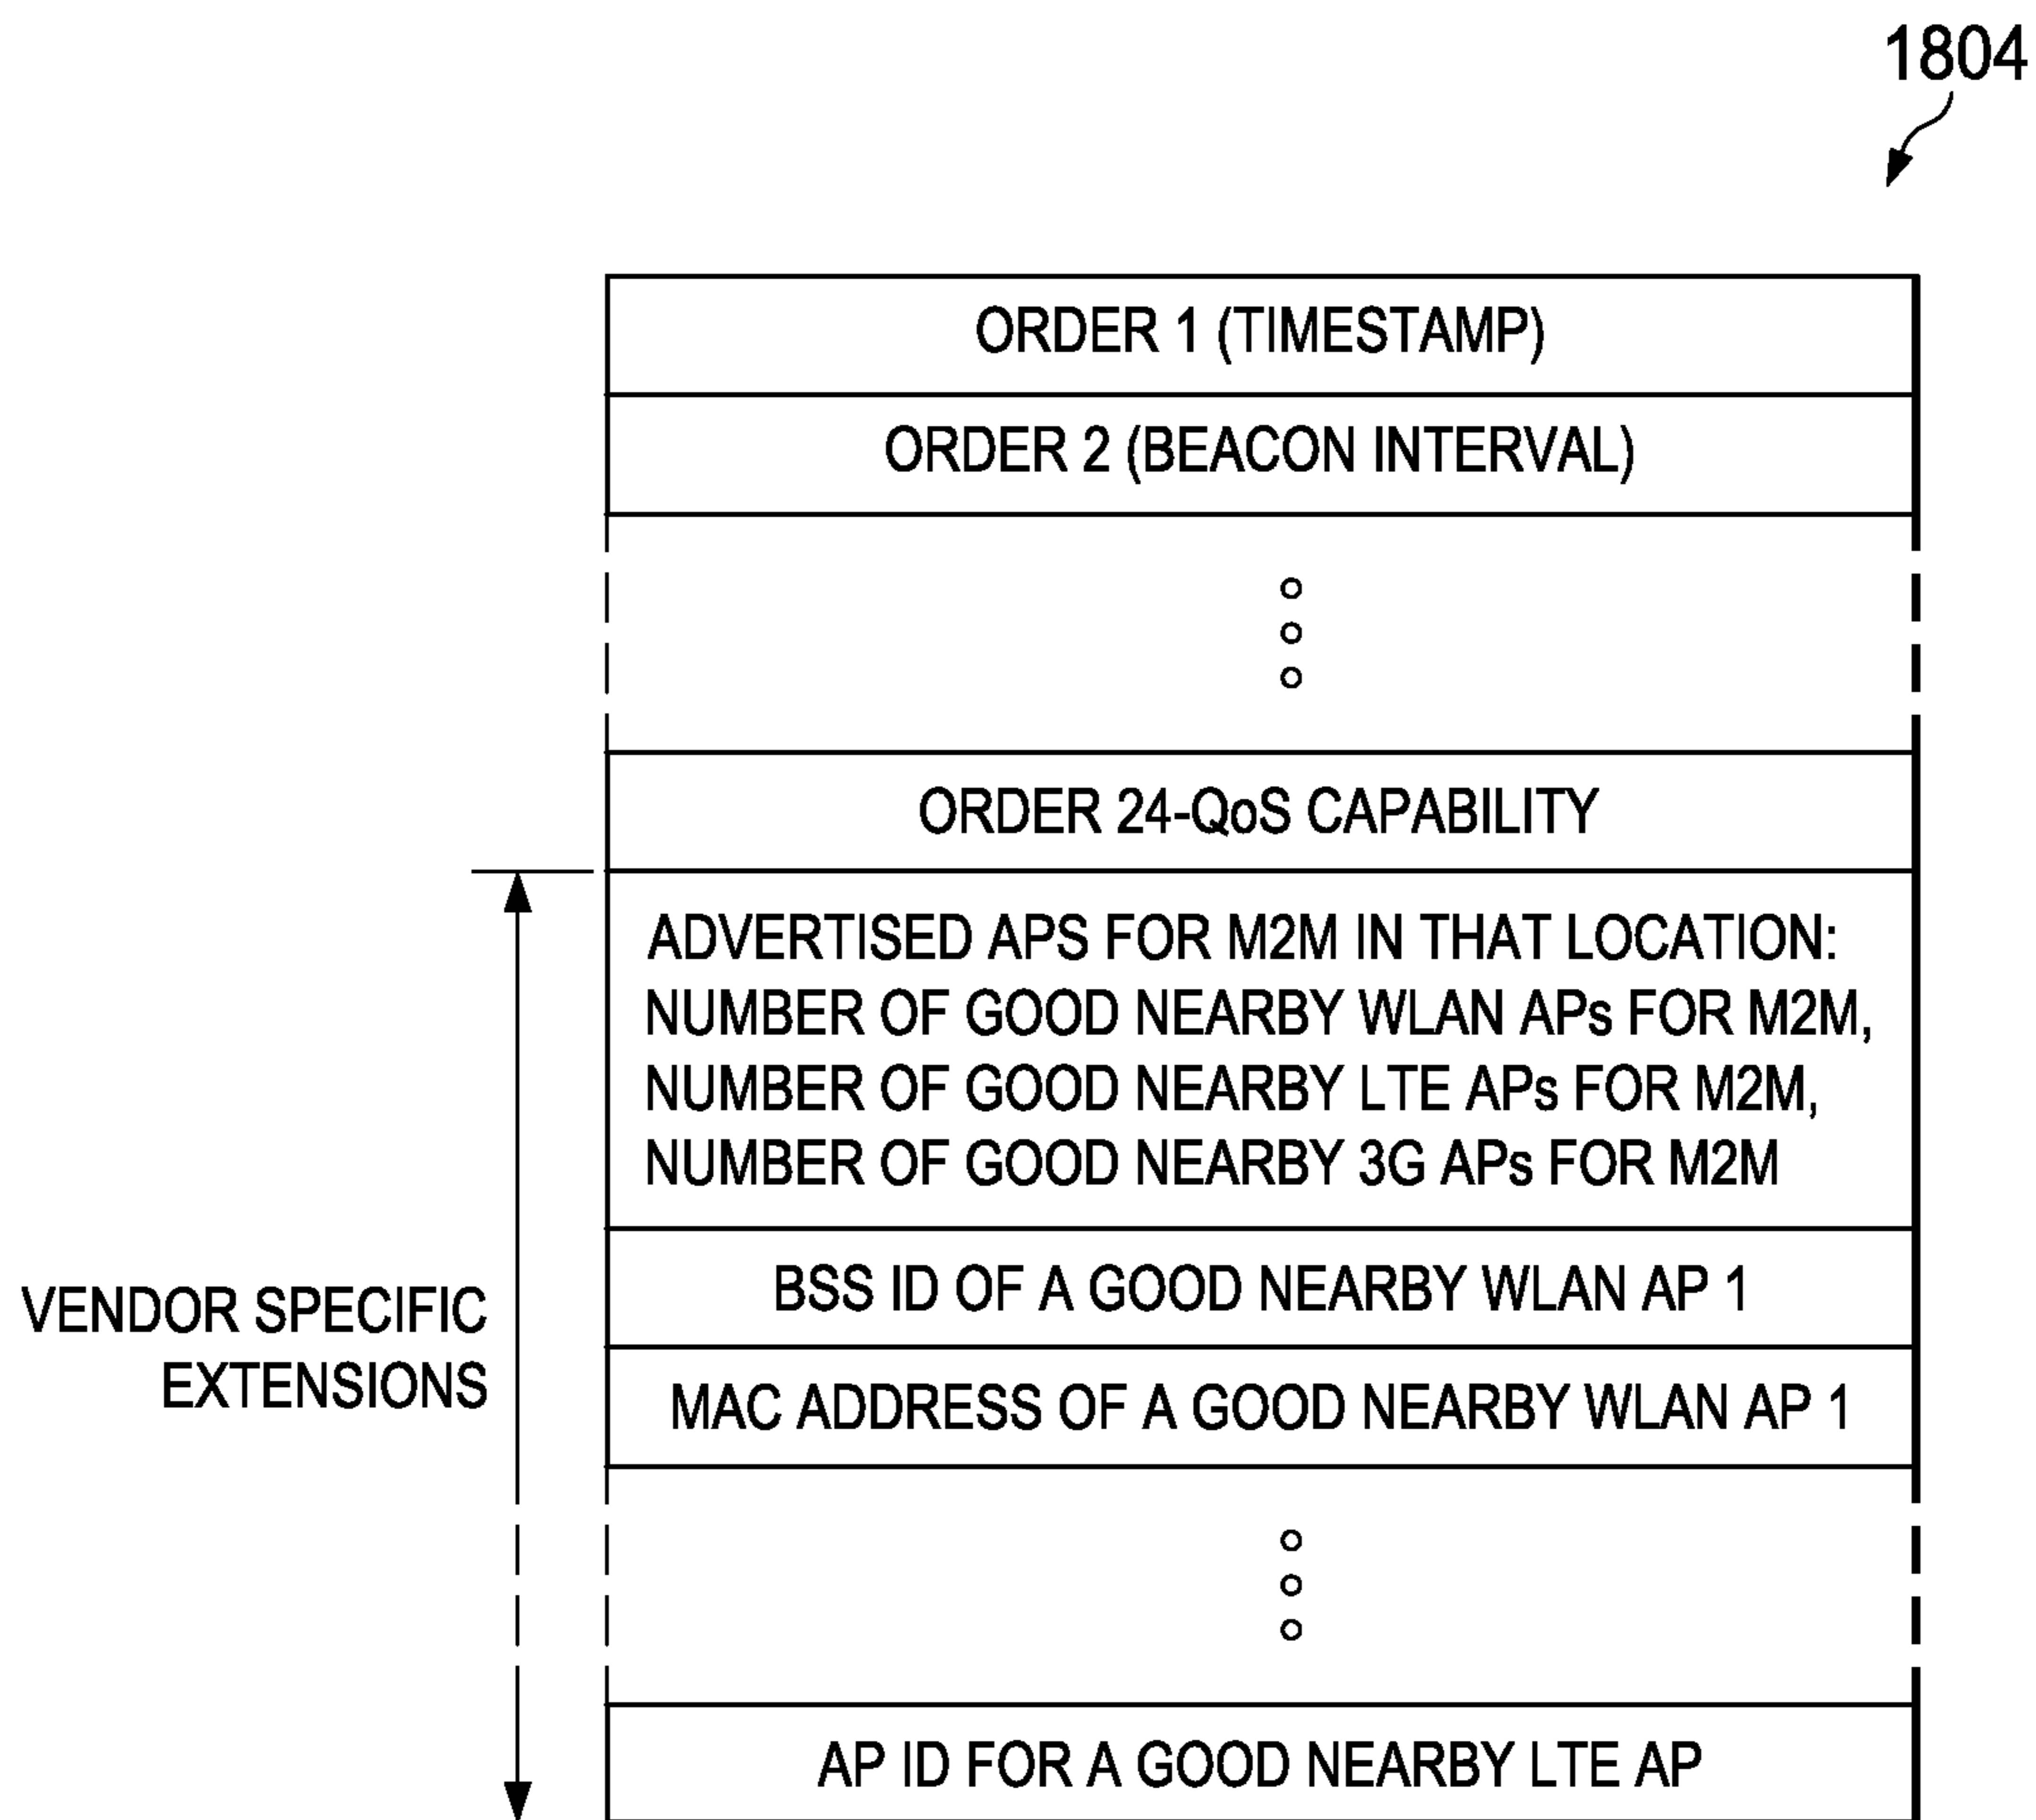 1804
ORDER 1 (TIMESTAMP)
ORDER 2 (BEACON INTERVAL)
ORDER 24-QoS CAPABILITY
ADVERTISED APS FOR M2M IN THAT LOCATION:
NUMBER OF GOOD NEARBY WLAN APs FOR M2M,
NUMBER OF GOOD NEARBY LTE APs FOR M2M,
NUMBER OF GOOD NEARBY 3G APs FOR M2M
BSS ID OF A GOOD NEARBY WLAN AP 1
VENDOR SPECIFIC
EXTENSIONS
MAC ADDRESS OF A GOOD NEARBY WLAN AP 1
AP ID FOR A GOOD NEARBY LTE AP